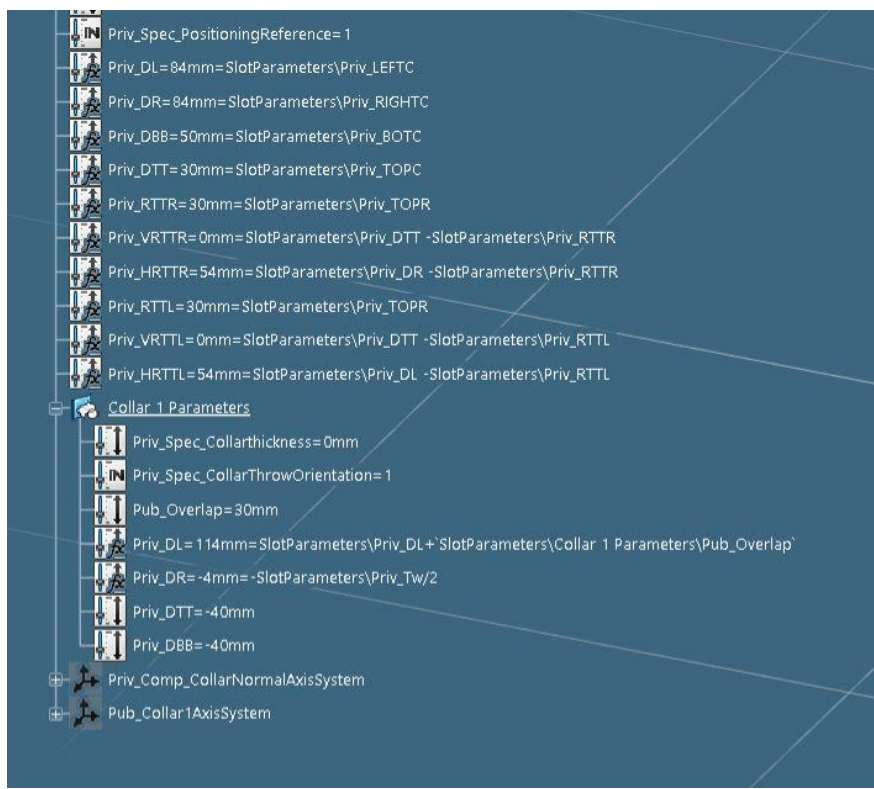 Priv_Spec_PositioningReference=1
Priv_DL=84mm=SlotParameters\Priv_LEFTC
Priv_DR=84mm=SlotParameters\Priv_RIGHTC
Priv_DBB=50mm=SlotParameters\Priv_BOTC
Priv_DTT=30mm=SlotParameters\Priv_TOPC
Priv_RTTR=30mm=SlotParameters\Priv_TOPR
Priv_VRTTR=0mm=SlotParameters\Priv_DTT -SlotParameters\Priv_RTTR
Priv_HRTTR=54mm=SlotParameters\Priv_DR -SlotParameters\Priv_RTTR
Priv_RTTL=30mm=SlotParameters\Priv_TOPR
Priv_VRTTL=0mm=SlotParameters\Priv_DTT -SlotParameters\Priv_RTTL
Priv_HRTTL=54mm=SlotParameters\Priv_DL -SlotParameters\Priv_RTTL
Collar 1 Parameters
Priv_Spec_Collarthickness=0mm
Priv_Spec_CollarThrowOrientation=1
Pub_Overlap=30mm
Priv_DL=114mm=SlotParameters\Priv_DL+`SlotParameters\Collar 1 Parameters\Pub_Overlap`
Priv_DR=-4mm=-SlotParameters\Priv_Tw/2
Priv_DTT=-40mm
Priv_DBB=-40mm
Priv_Comp_CollarNormalAxisSystem
Pub_Collar1AxisSystem